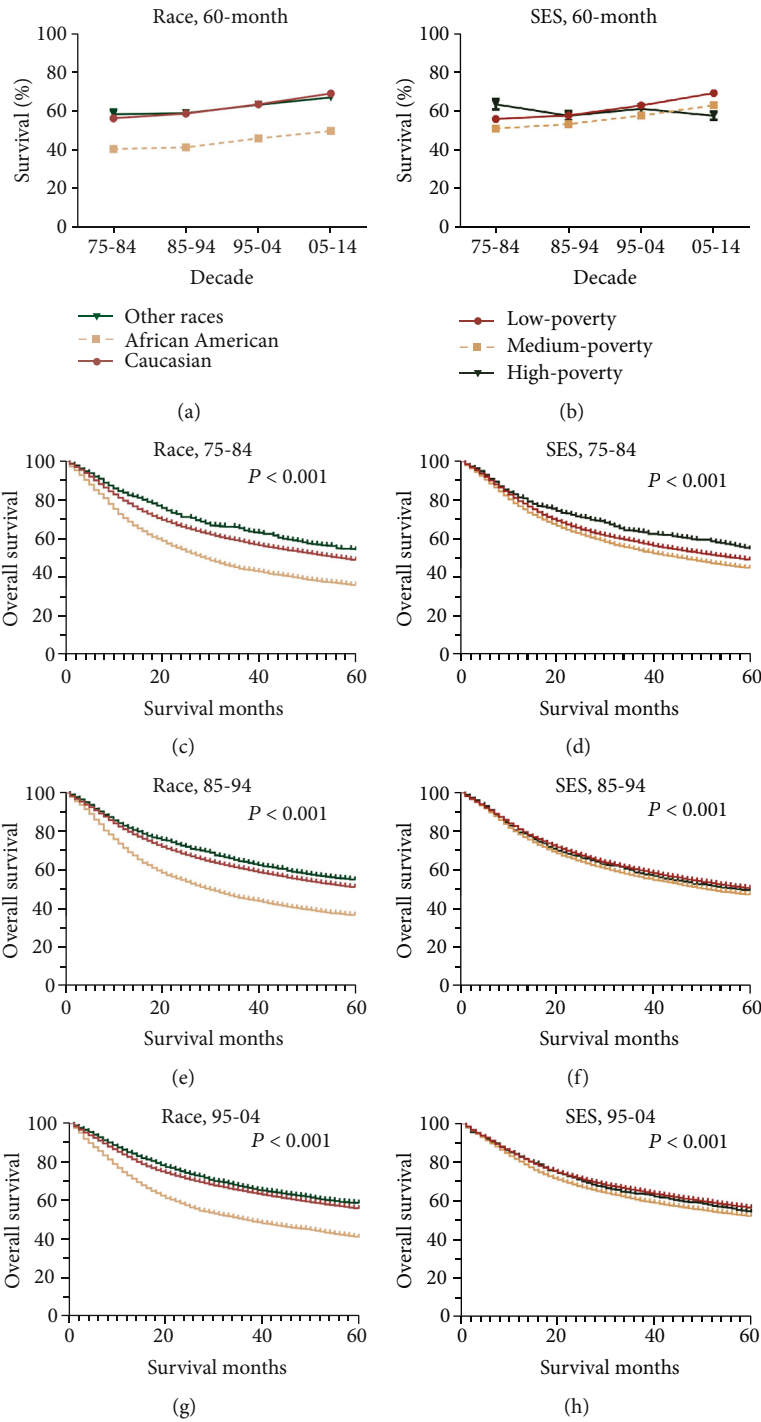 Race, 60-month
100
80
60
40
20
0
Survival (%)
75-84 85-94 95-04 05-14
Decade
Other races
African American
Caucasian
(a)
SES, 60-month
100
80
60
40
20
0
Survival (%)
75-84 85-94 95-04 05-14
Decade
Low-poverty
Medium-poverty
High-poverty
(b)
Race, 75-84
P < 0.001
100
80
60
40
20
0
Overall survival
0 20 40 60
Survival months
(c)
SES, 75-84
P < 0.001
100
80
60
40
20
0
Overall survival
0 20 40 60
Survival months
(d)
Race, 85-94
P < 0.001
100
80
60
40
20
0
Overall survival
0 20 40 60
Survival months
(e)
SES, 85-94
P < 0.001
100
80
60
40
20
0
Overall survival
0 20 40 60
Survival months
(f)
Race, 95-04
P < 0.001
100
80
60
40
20
0
Overall survival
0 20 40 60
Survival months
(g)
SES, 95-04
P < 0.001
100
80
60
40
20
0
Overall survival
0 20 40 60
Survival months
(h)